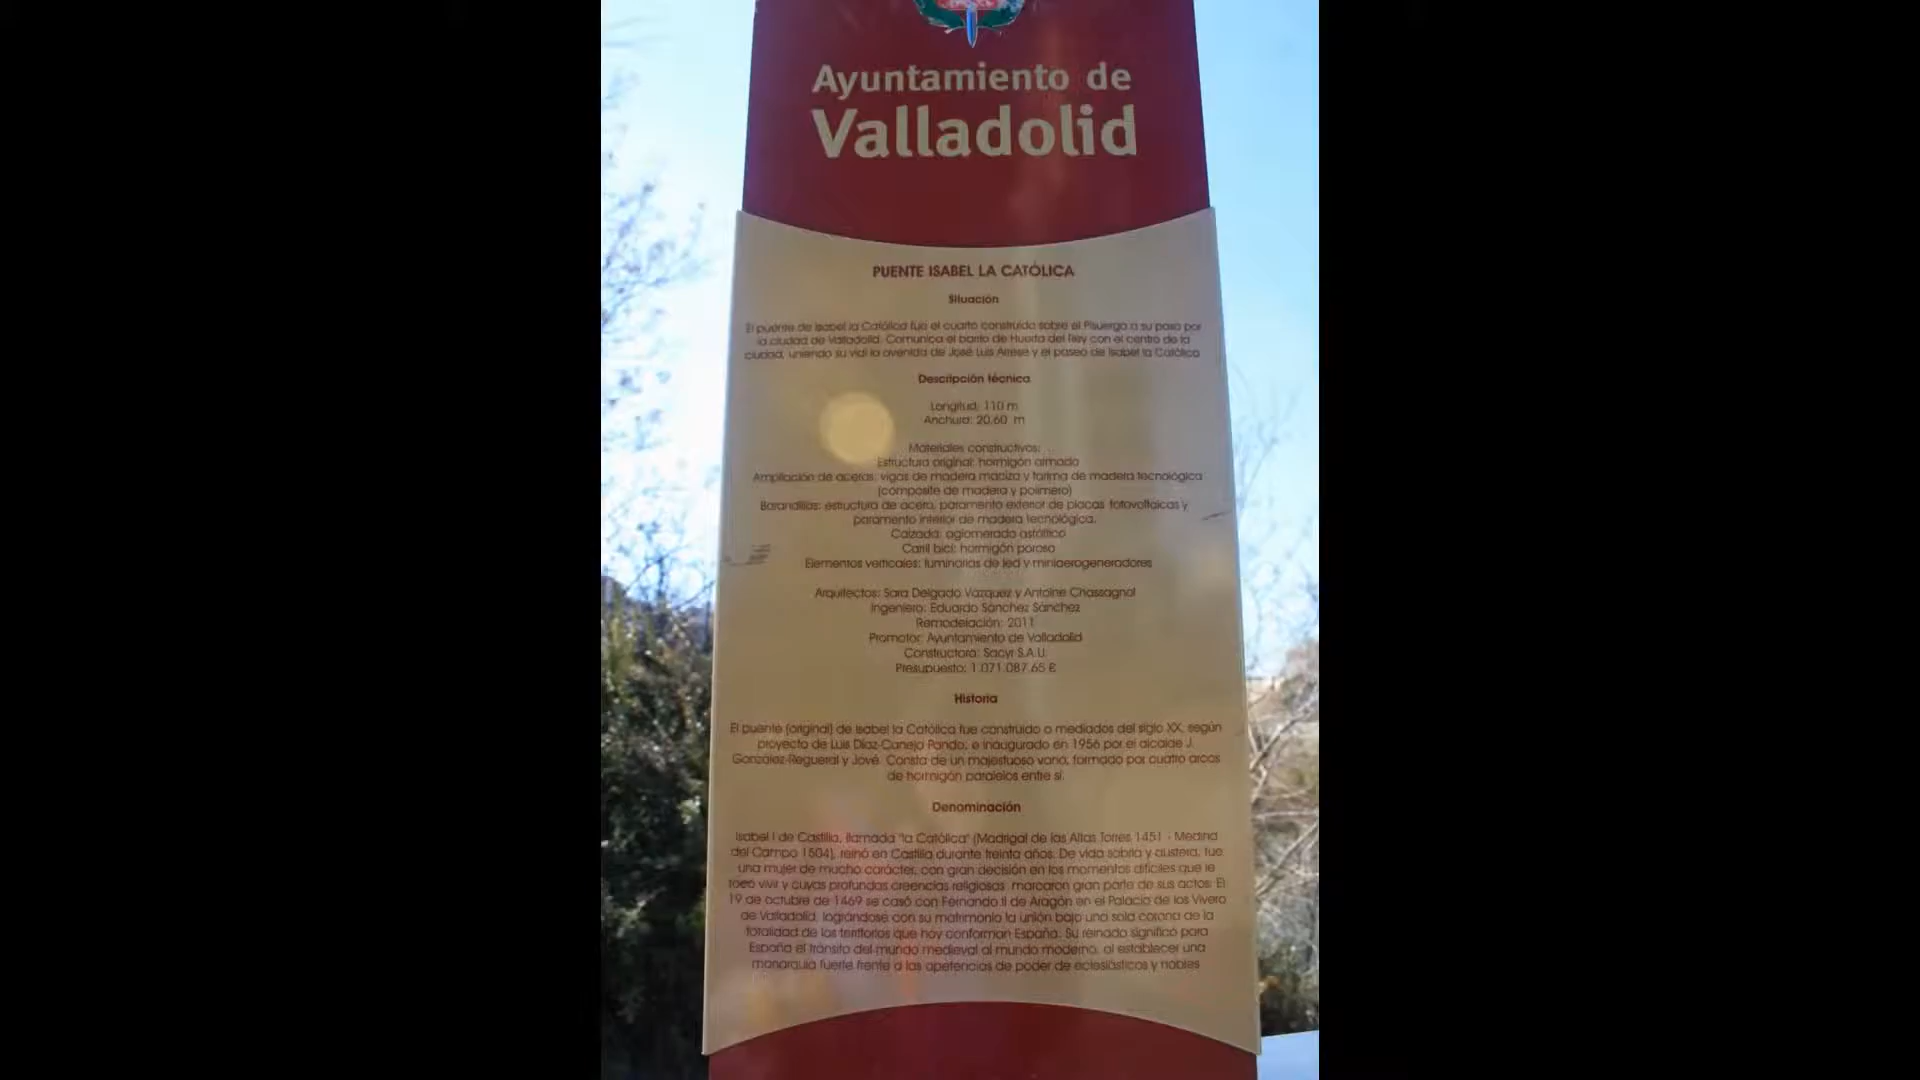 Ayuntamiento de
Valladolid
PUENTE ISABEL LA CATÓLICA
Situación
El puente de Isabel la Católica fue el cuarto construido sobre el Pisuerga a su paso por
la ciudad de Valladolid. Comunica el barrio de Huerta del Rey con el centro de la
ciudad, uniendo su vial la avenida de José Luis Arrese y el paseo de Isabel la Católica
Descripción técnica
Longitud: 110 m
Anchura: 20,60 m
Materiales constructivos:
Estructura original: hormigón armado
Ampliación de aceras: vigas de madera maciza y tarima de madera tecnológica
(composite de madera y polímero)
Barandillas: estructura de acero, paramento exterior de placas fotovoltaicas y
paramento interior de madera tecnológica.
Calzada: aglomerado asfáltico
Carril bici: hormigón poroso
Elementos verticales: luminarias de led y miniaerogeneradores
Arquitectos: Sara Delgado Vázquez y Antoine Chassagnol
Ingeniero: Eduardo Sánchez Sánchez
Remodelación: 2011
Promotor: Ayuntamiento de Valladolid
Constructora: Sacyr S.A.U.
Presupuesto: 1.071.087,65 €
Historia
El puente (original) de Isabel la Católica fue construido a mediados del siglo XX, según
proyecto de Luis Díaz-Caneja Pando, e inaugurado en 1956 por el alcalde J.
González-Regueral y Jové. Consta de un majestuoso vano, formado por cuatro arcos
de hormigón paralelos entre sí.
Denominación
Isabel I de Castilla, llamada "la Católica" (Madrigal de las Altas Torres 1451 - Medina
del Campo 1504), reinó en Castilla durante treinta años. De vida sobria y austera, fue
una mujer de mucho carácter, con gran decisión en los momentos difíciles que le
tocó vivir y cuyas profundas creencias religiosas marcaron gran parte de sus actos. El
19 de octubre de 1469 se casó con Fernando II de Aragón en el Palacio de los Vivero
de Valladolid, lográndose con su matrimonio la unión bajo una sola corona de la
totalidad de los territorios que hoy conforman España. Su reinado significó para
España el tránsito del mundo medieval al mundo moderno, al establecer una
monarquía fuerte frente a las apetencias de poder de eclesiásticos y nobles